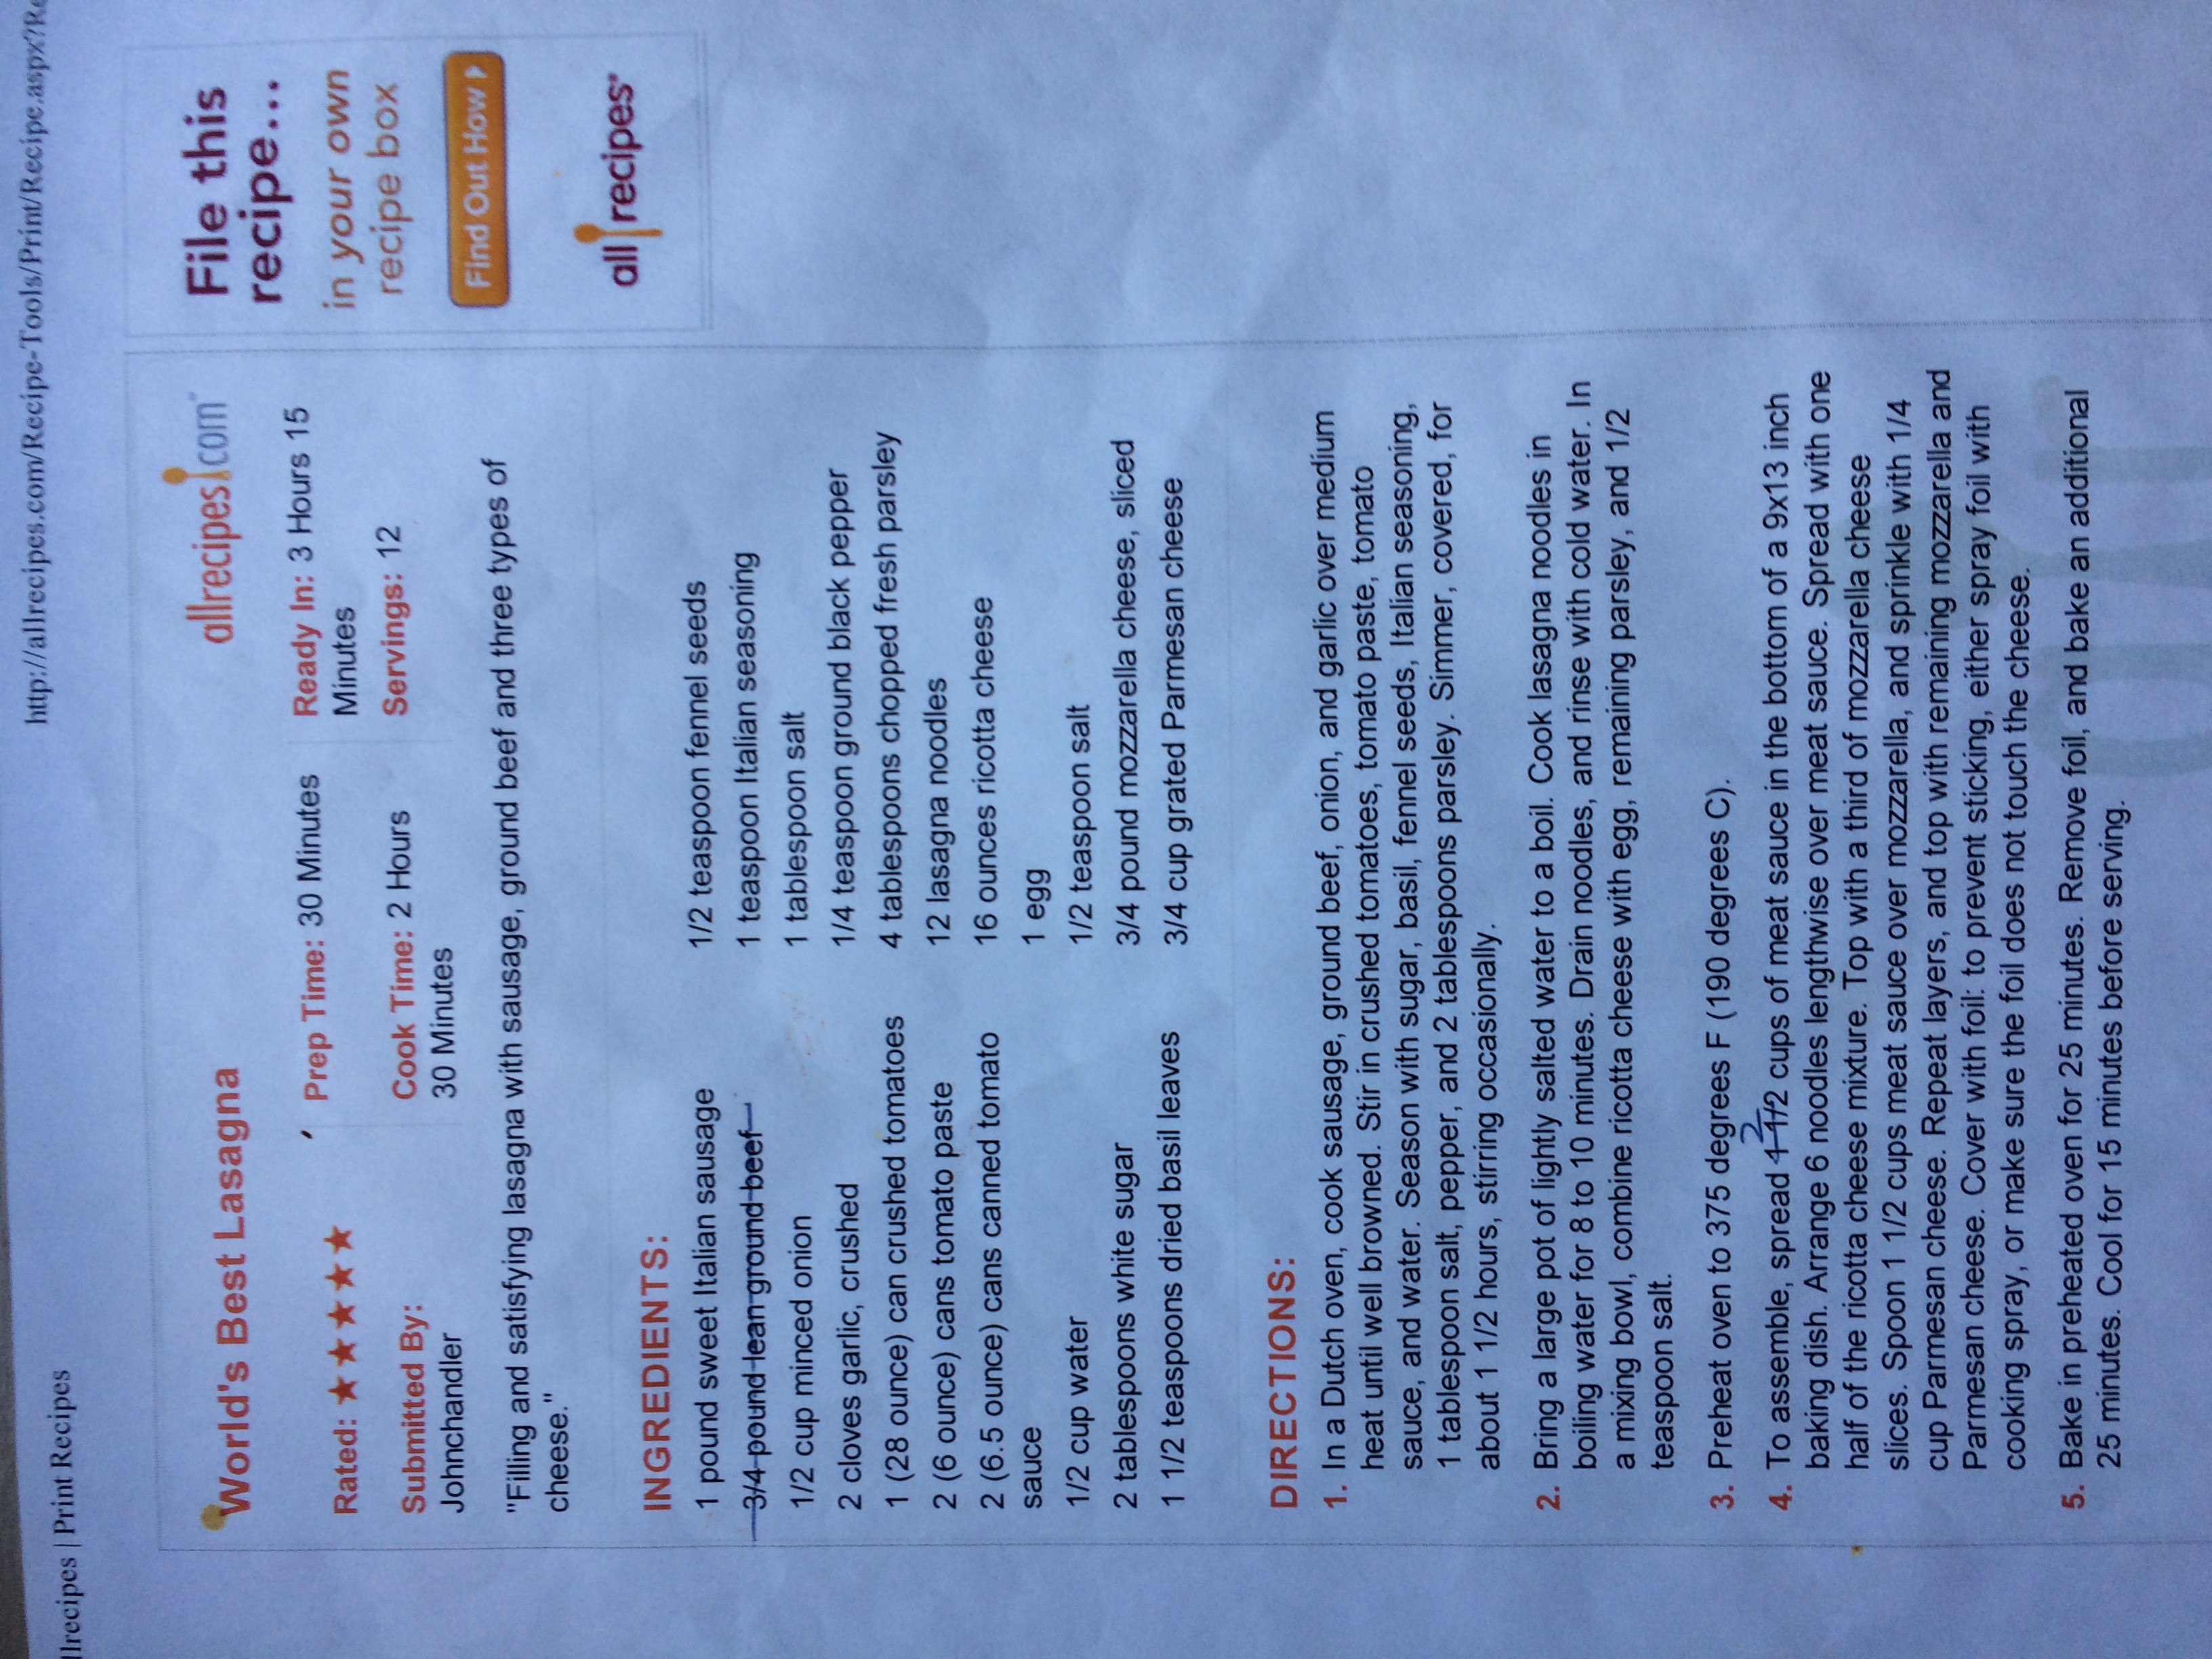 llrecipes | Print Recipes
http://allrecipes.com/Recipe-Tools/Print/Recipe.aspx?Re
World's Best Lasagna
allrecipes.com
Rated:
Prep Time: 30 Minutes
Ready In: 3 Hours 15
Minutes
Submitted By:
Johnchandler
Cook Time: 2 Hours
30 Minutes
Servings: 12
"Filling and satisfying lasagna with sausage, ground beef and three types of
cheese."
File this
recipe...
in your own
recipe box
Find Out How
all recipes
INGREDIENTS:
1 pound sweet Italian sausage
3/4 pound lean ground beef
1/2 cup minced onion
2 cloves garlic, crushed
1 (28 ounce) can crushed tomatoes
2 (6 ounce) cans tomato paste
2 (6.5 ounce) cans canned tomato
sauce
1/2 cup water
2 tablespoons white sugar
1 1/2 teaspoons dried basil leaves
1/2 teaspoon fennel seeds
1 teaspoon Italian seasoning
1 tablespoon salt
1/4 teaspoon ground black pepper
4 tablespoons chopped fresh parsley
12 lasagna noodles
16 ounces ricotta cheese
1 egg
1/2 teaspoon salt
3/4 pound mozzarella cheese, sliced
3/4 cup grated Parmesan cheese
DIRECTIONS:
1. In a Dutch oven, cook sausage, ground beef, onion, and garlic over medium
heat until well browned. Stir in crushed tomatoes, tomato paste, tomato
sauce, and water. Season with sugar, basil, fennel seeds, Italian seasoning,
1 tablespoon salt, pepper, and 2 tablespoons parsley. Simmer, covered, for
about 1 1/2 hours, stirring occasionally.
2. Bring a large pot of lightly salted water to a boil. Cook lasagna noodles in
boiling water for 8 to 10 minutes. Drain noodles, and rinse with cold water. In
a mixing bowl, combine ricotta cheese with egg, remaining parsley, and 1/2
teaspoon salt.
3. Preheat oven to 375 degrees F (190 degrees C).
2
4. To assemble, spread 1 1/2 cups of meat sauce in the bottom of a 9x13 inch
baking dish. Arrange 6 noodles lengthwise over meat sauce. Spread with one
half of the ricotta cheese mixture. Top with a third of mozzarella cheese
slices. Spoon 1 1/2 cups meat sauce over mozzarella, and sprinkle with 1/4
cup Parmesan cheese. Repeat layers, and top with remaining mozzarella and
Parmesan cheese. Cover with foil: to prevent sticking, either spray foil with
cooking spray, or make sure the foil does not touch the cheese.
5. Bake in preheated oven for 25 minutes. Remove foil, and bake an additional
25 minutes. Cool for 15 minutes before serving.